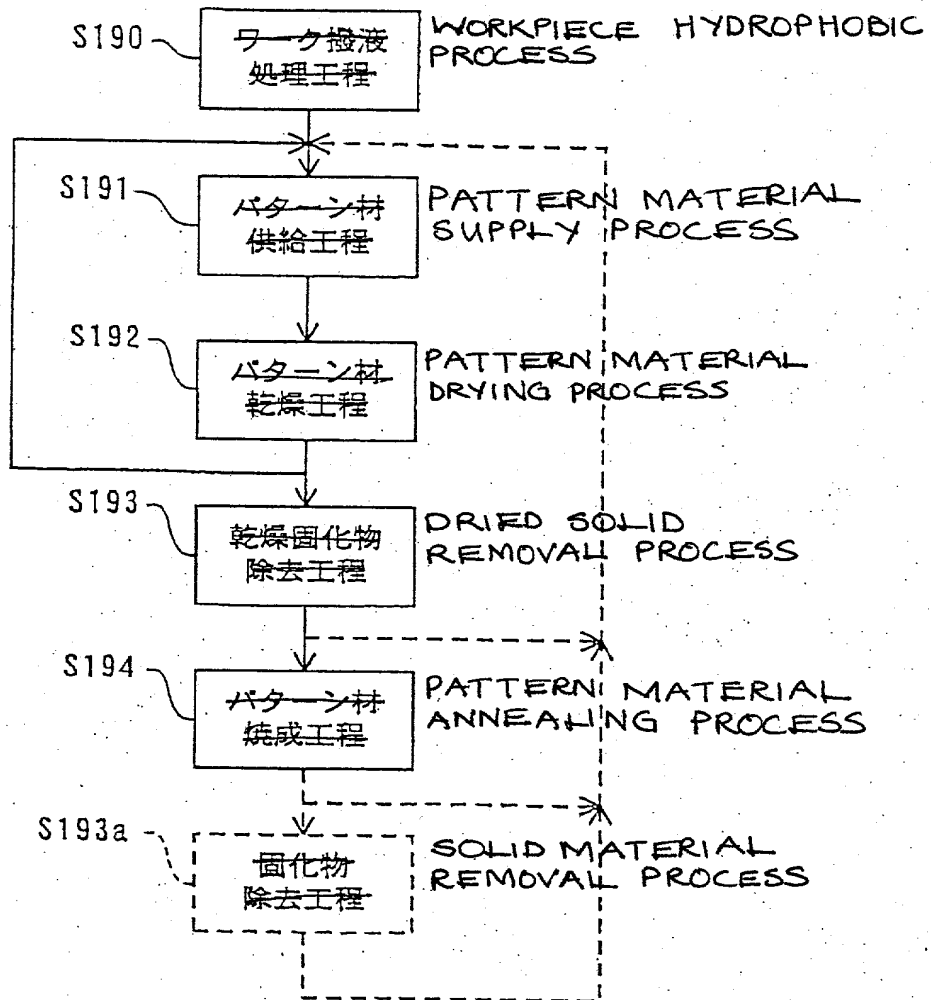 S190
ワーク撥液
処理工程
WORKPIECE HYDROPHOBIC
PROCESS
S191
パターン材
供給工程
PATTERN MATERIAL
SUPPLY PROCESS
S192
パターン材
乾燥工程
PATTERN MATERIAL
DRYING PROCESS
S193
乾燥固化物
除去工程
DRIED SOLID
REMOVAL PROCESS
S194
パターン材
焼成工程
PATTERN MATERIAL
ANNEALING PROCESS
S193a
固化物
除去工程
SOLID MATERIAL
REMOVAL PROCESS